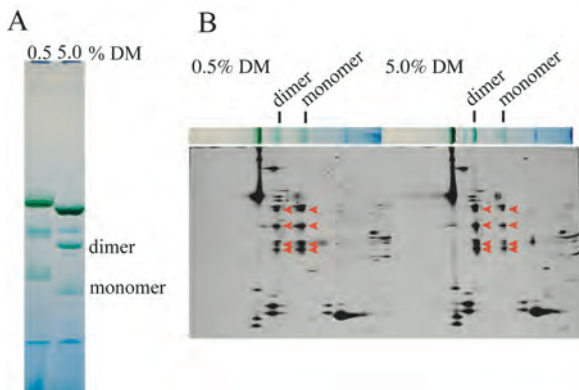 A
0.5 5.0 % DM
dimer
monomer
B
0.5% DM
dimer
monomer
5.0% DM
dimer
monomer